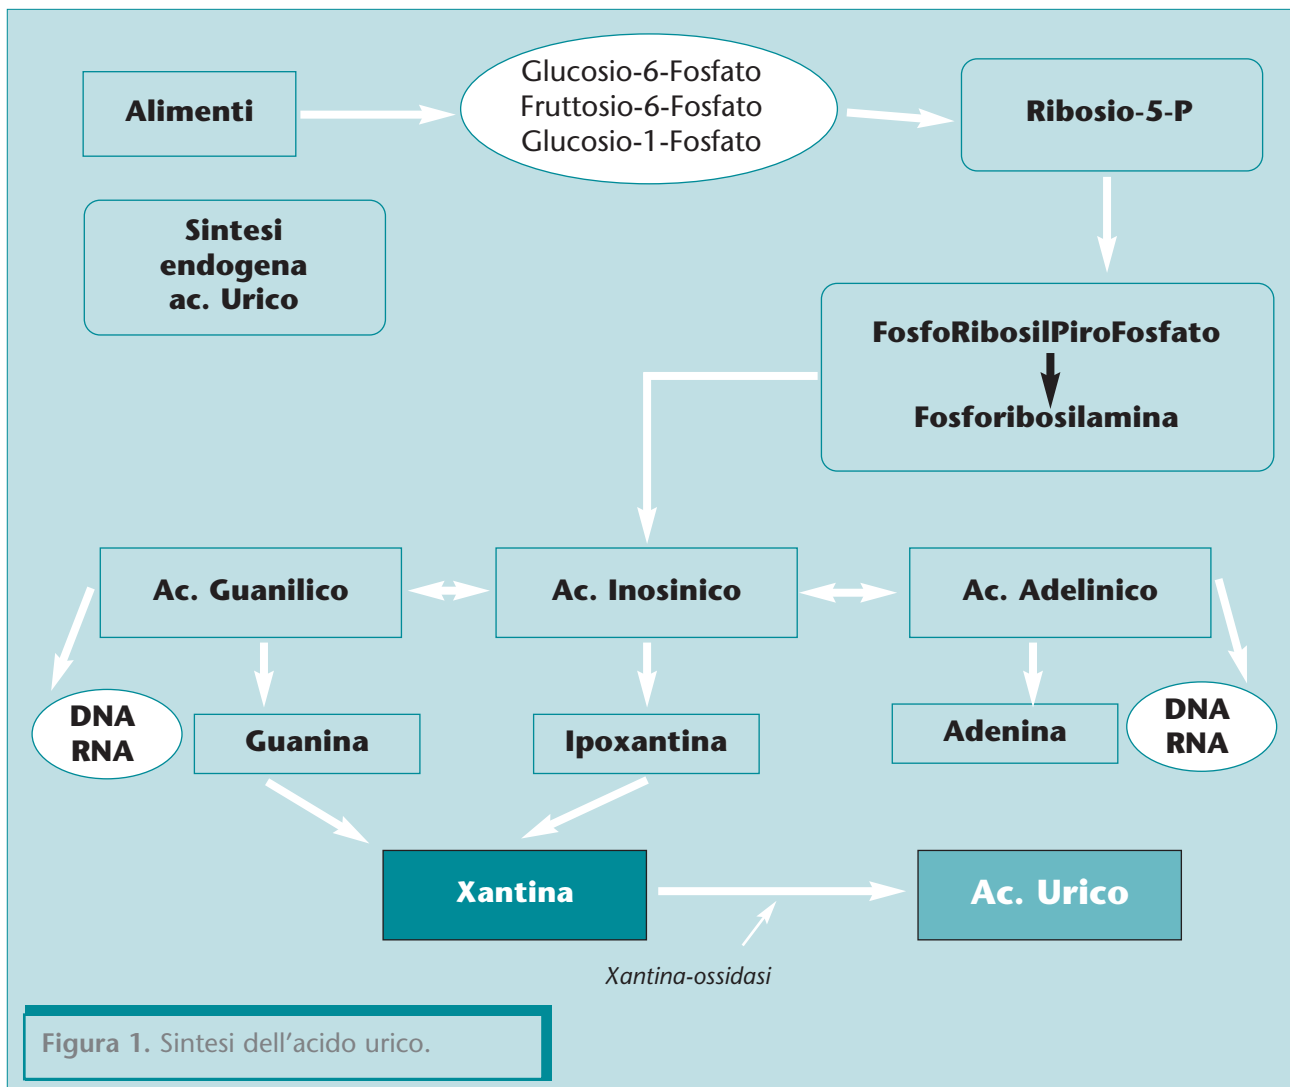 Alimenti
Glucosio-6-Fosfato
Fruttosio-6-Fosfato
Glucosio-1-Fosfato
Ribosio-5-P
Sintesi
endogena
ac. Urico
FosfoRibosilPiroFosfato
Fosforibosilamina
Ac. Guanilico
Ac. Inosinico
Ac. Adelinico
DNA
RNA
Guanina
Ipoxantina
Adenina
DNA
RNA
Xantina
Ac. Urico
Xantina-ossidasi
Figura 1. Sintesi dell'acido urico.